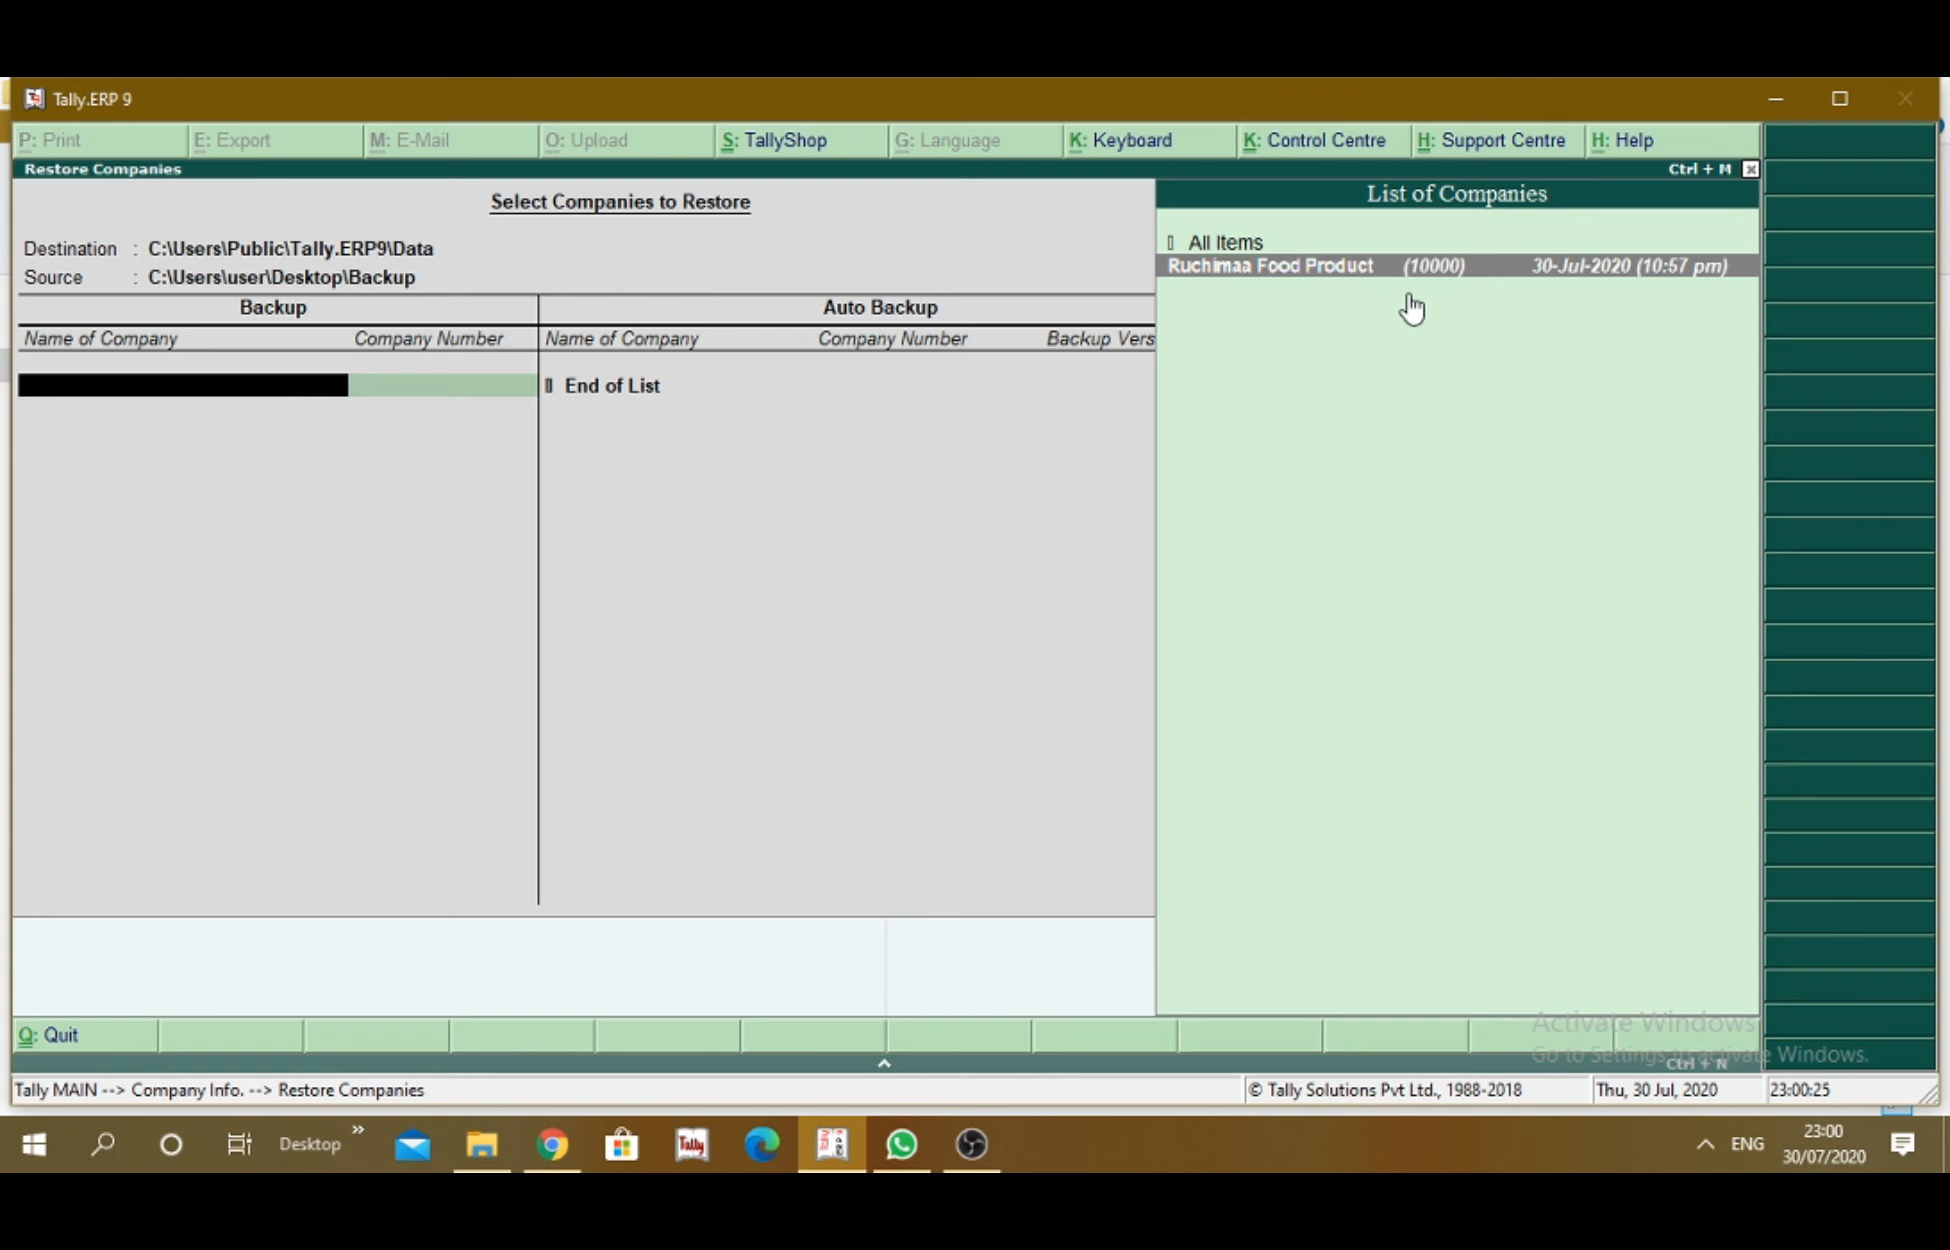 Tally.ERP 9
P: Print E: Export M: E-Mail O: Upload S: TallyShop G: Language K: Keyboard K: Control Centre H: Support Centre H: Help
Restore Companies Ctrl + M
Select Companies to Restore
Destination : C:\Users\Public\Tally.ERP9\Data
Source : C:\Users\user\Desktop\Backup
Backup Auto Backup
Name of Company Company Number Name of Company Company Number Backup Vers
End of List
List of Companies
All Items
Ruchimaa Food Product (10000) 30-Jul-2020 (10:57 pm)
Q: Quit
Activate Windows
Go to Settings to activate Windows.
Ctrl + N
Tally MAIN --> Company Info. --> Restore Companies © Tally Solutions Pvt Ltd., 1988-2018 Thu, 30 Jul, 2020 23:00:25
Desktop » Tally ENG 23:00
30/07/2020